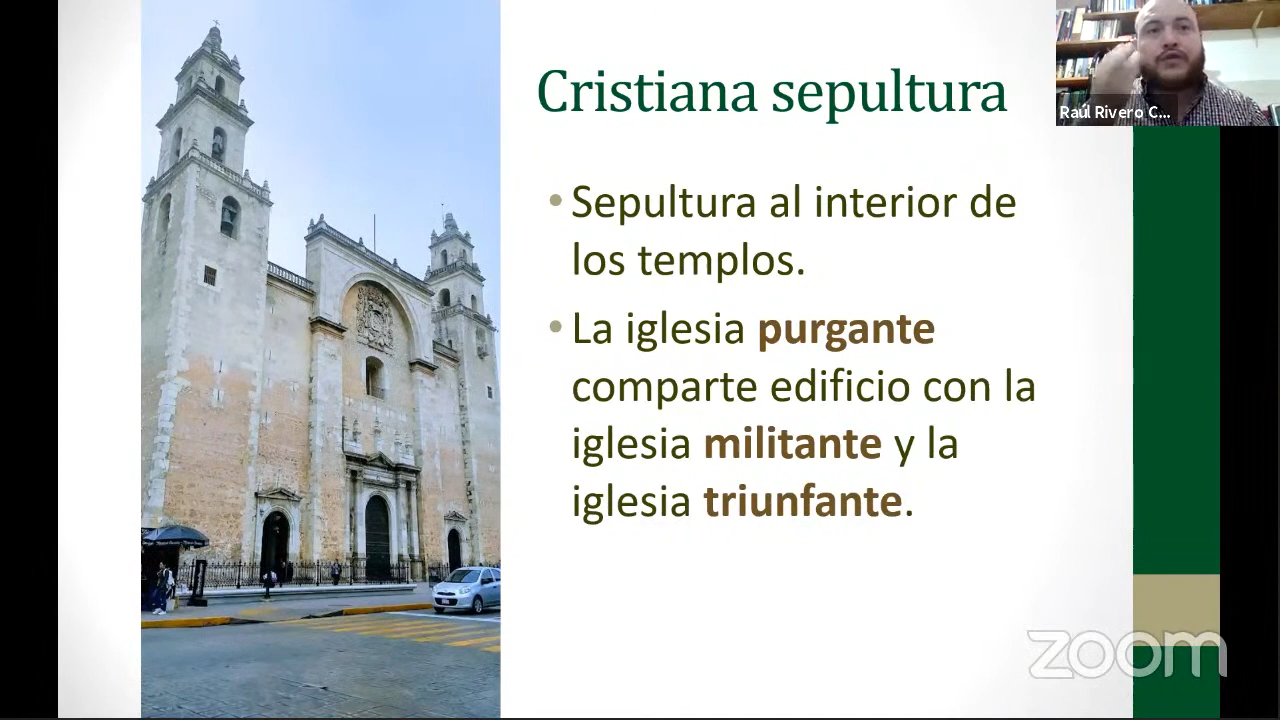 Cristiana sepultura
Raúl Rivero C...
• Sepultura al interior de
los templos.
• La iglesia purgante
comparte edificio con la
iglesia militante y la
iglesia triunfante.
zoom